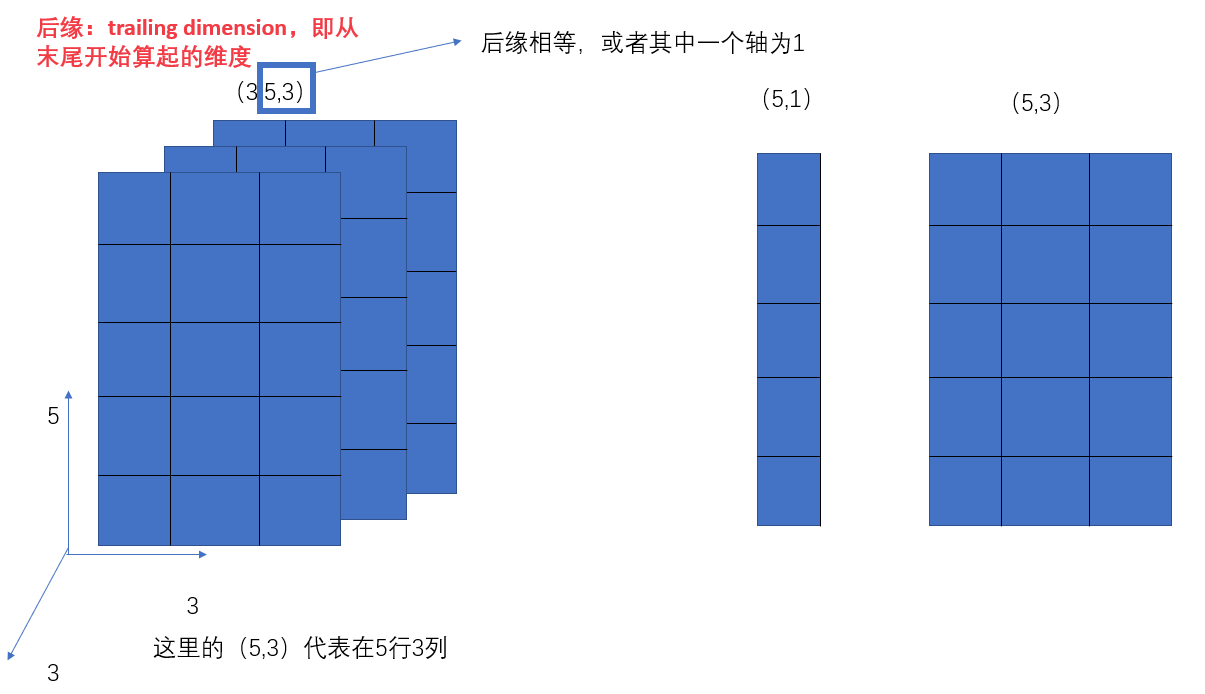 后缀：trailing dimension，即从
末尾开始算起的维度
后缀相等，或者其中一个轴为1
（3,5,3）
（5,1）
（5,3）
5
3
这里的（5,3）代表在5行3列
3